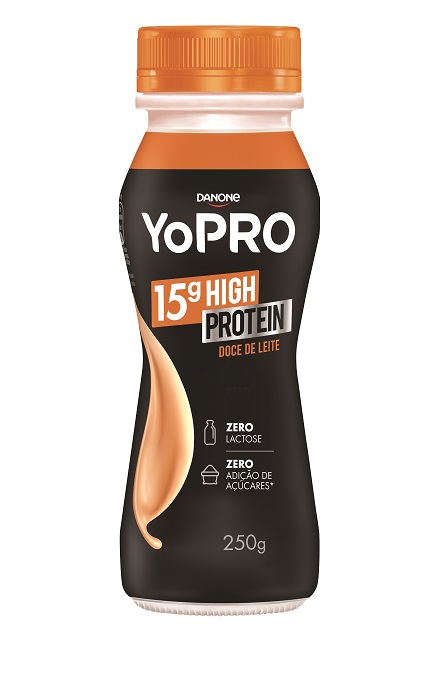 DANONE
YoPRO
15g HIGH
PROTEIN
DOCE DE LEITE
ZERO
LACTOSE
ZERO
ADIÇÃO DE
AÇÚCARES*
250g